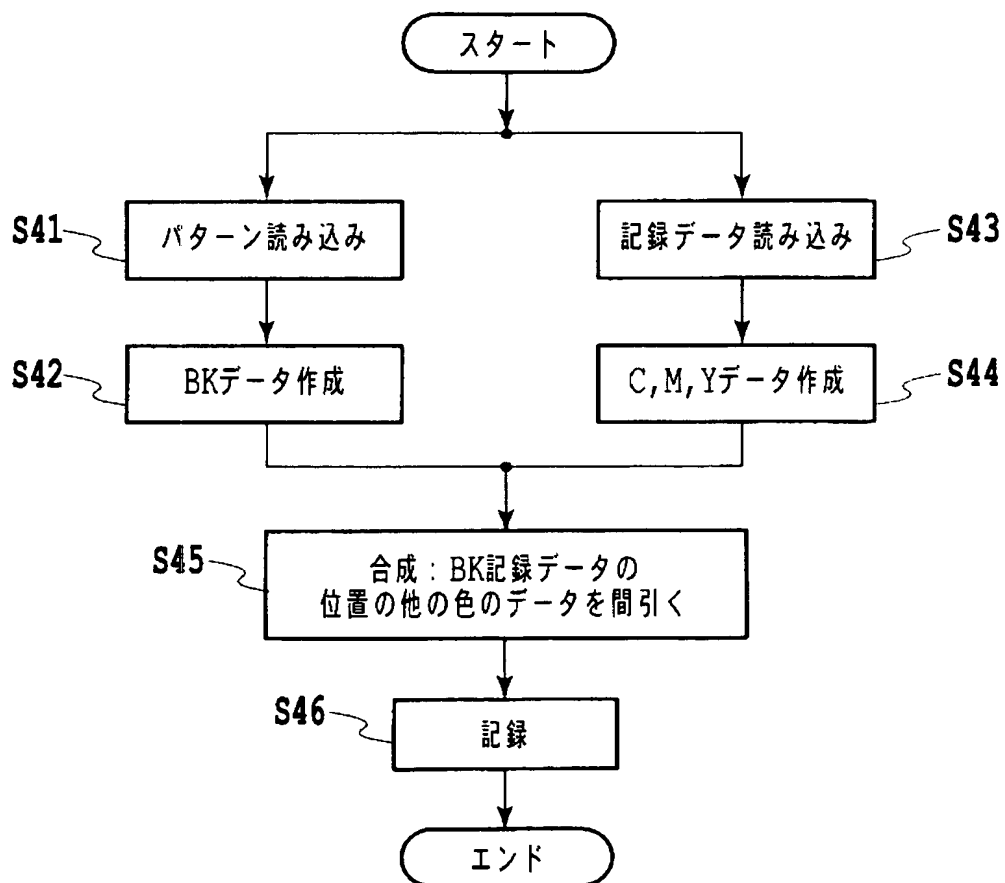 スタート
S41
パターン読み込み
記録データ読み込み
S43
S42
BKデータ作成
C,M,Yデータ作成
S44
S45
合成：BK記録データの
位置の他の色のデータを間引く
S46
記録
エンド